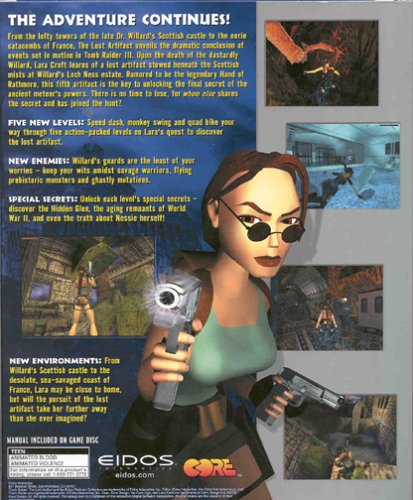 THE ADVENTURE CONTINUES!
From the lofty towers of the late Dr. Willard's Scottish castle to the eerie
catacombs of France, The Lost Artifact unveils the dramatic conclusion of
events set in motion in Tomb Raider III. Upon the death of the dastardly
Willard, Lara Croft learns of a lost artifact stowed beneath the Scottish
mists at Willard's Loch Ness estate. Rumored to be the legendary Hand of
Rathmore, this fifth artifact is the key to unlocking the final secret of the
ancient meteor's powers. There is no time to lose, for whom else shares
the secret and has joined the hunt?
FIVE NEW LEVELS: Speed dash, monkey swing and quad bike your
way through five action-packed levels on Lara's quest to discover
the lost artifact.
NEW ENEMIES: Willard's guards are the least of your
worries - keep your wits amidst savage warriors, flying
prehistoric monsters and ghastly mutations.
SPECIAL SECRETS: Unlock each level's special secrets -
discover the Hidden Glen, the aging remnants of World
War II, and even the truth about Nessie herself!
NEW ENVIRONMENTS: From
Willard's Scottish castle to the
desolate, sea-savaged coast of
France, Lara may be close to home,
but will the pursuit of the lost
artifact take her further away
than she ever imagined?
MANUAL INCLUDED ON GAME DISC
TEEN
ANIMATED BLOOD
ANIMATED VIOLENCE
EIDOS
INTERACTIVE
eidos.com
CORE